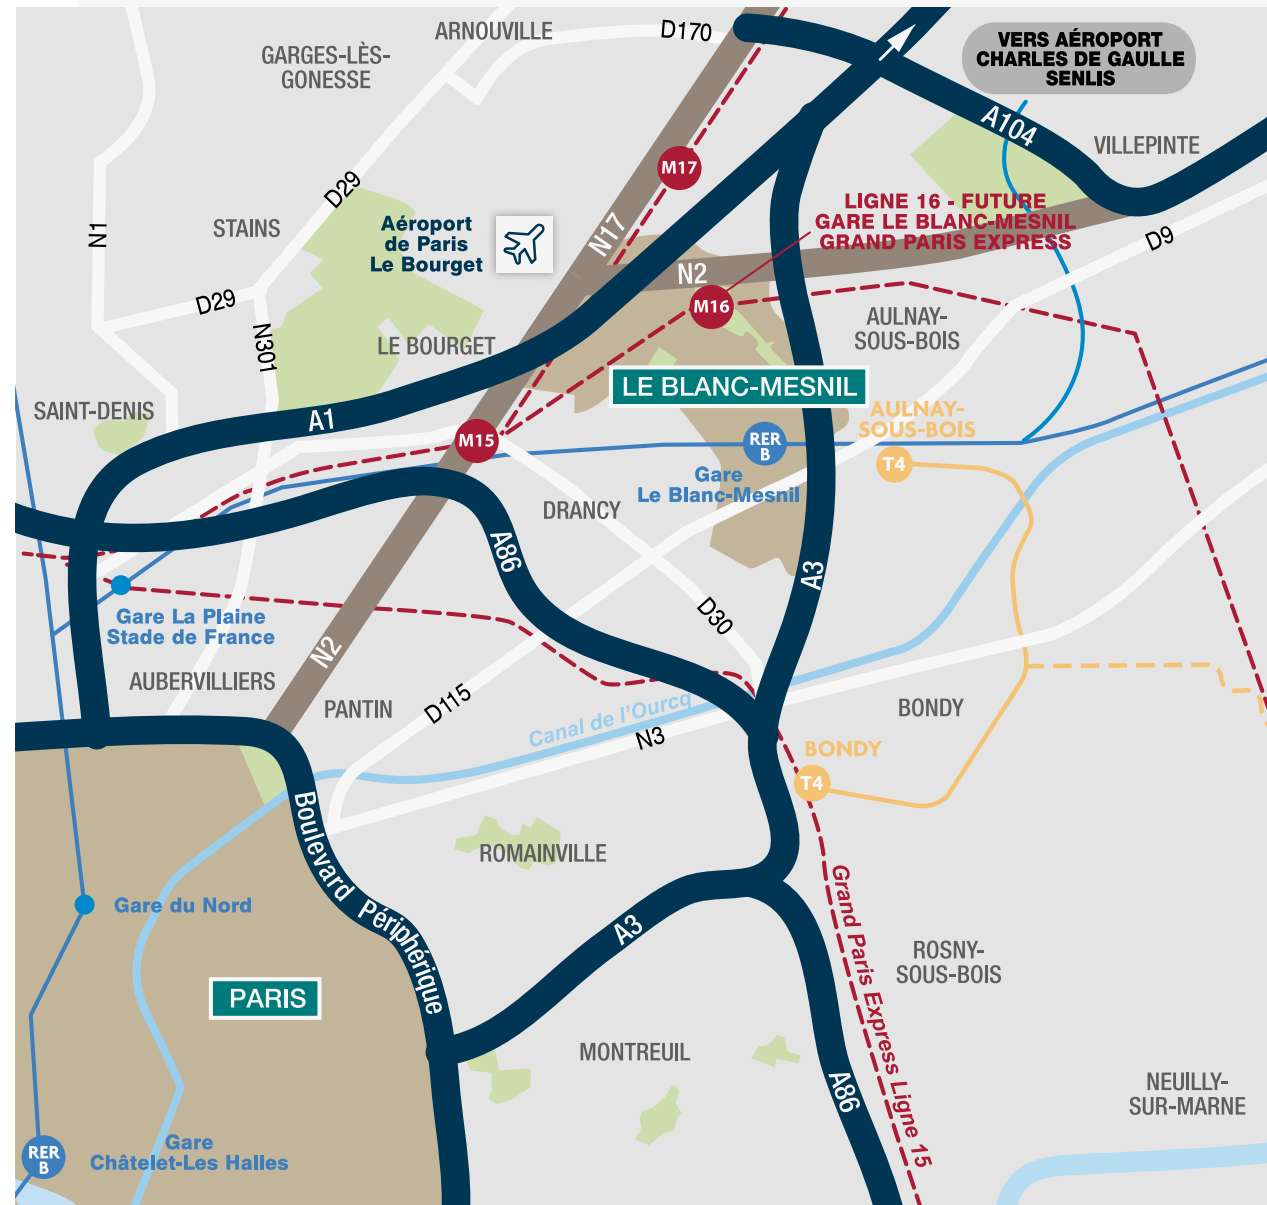 ARNOUVILLE
D170
VERS AÉROPORT
CHARLES DE GAULLE
SENLIS
GARGES-LÈS-
GONESSE
A104
VILLEPINTE
M17
D29
LIGNE 16 - FUTURE
GARE LE BLANC-MESNIL
GRAND PARIS EXPRESS
STAINS
N1
Aéroport
de Paris
Le Bourget
N17
D9
N2
D29
M16
N301
LE BOURGET
AULNAY-
SOUS-BOIS
LE BLANC-MESNIL
SAINT-DENIS
A1
AULNAY-
SOUS-BOIS
M15
RER
B
T4
Gare
Le Blanc-Mesnil
DRANCY
A86
A3
Gare La Plaine
Stade de France
D30
N2
AUBERVILLIERS
PANTIN
D115
Canal de l'Ourcq
N3
BONDY
BONDY
T4
Boulevard Périphérique
ROMAINVILLE
Gare du Nord
A3
Grand Paris Express Ligne 15
ROSNY-
SOUS-BOIS
PARIS
MONTREUIL
A86
NEUILLY-
SUR-MARNE
RER
B
Gare
Châtelet-Les Halles